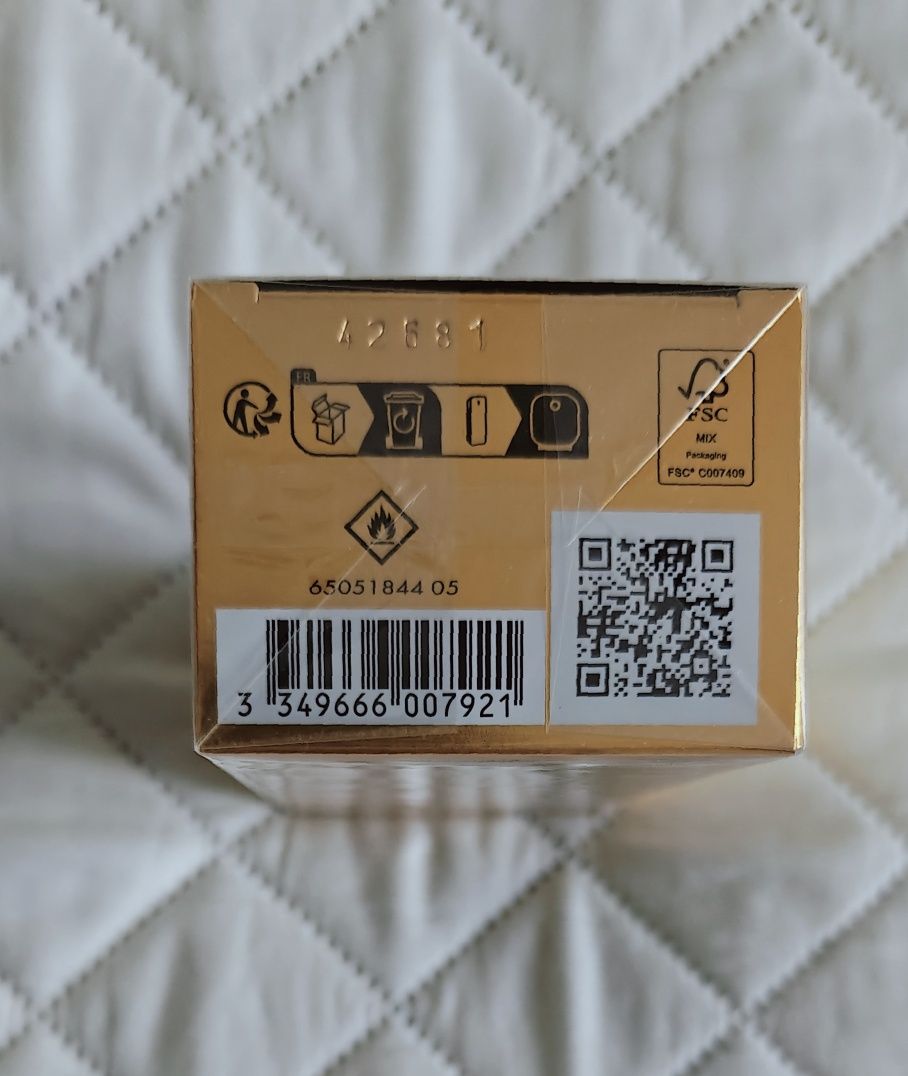 42681
FR
FSC
MIX
Packaging
FSC® C007409
65051844 05
3 349666 007921